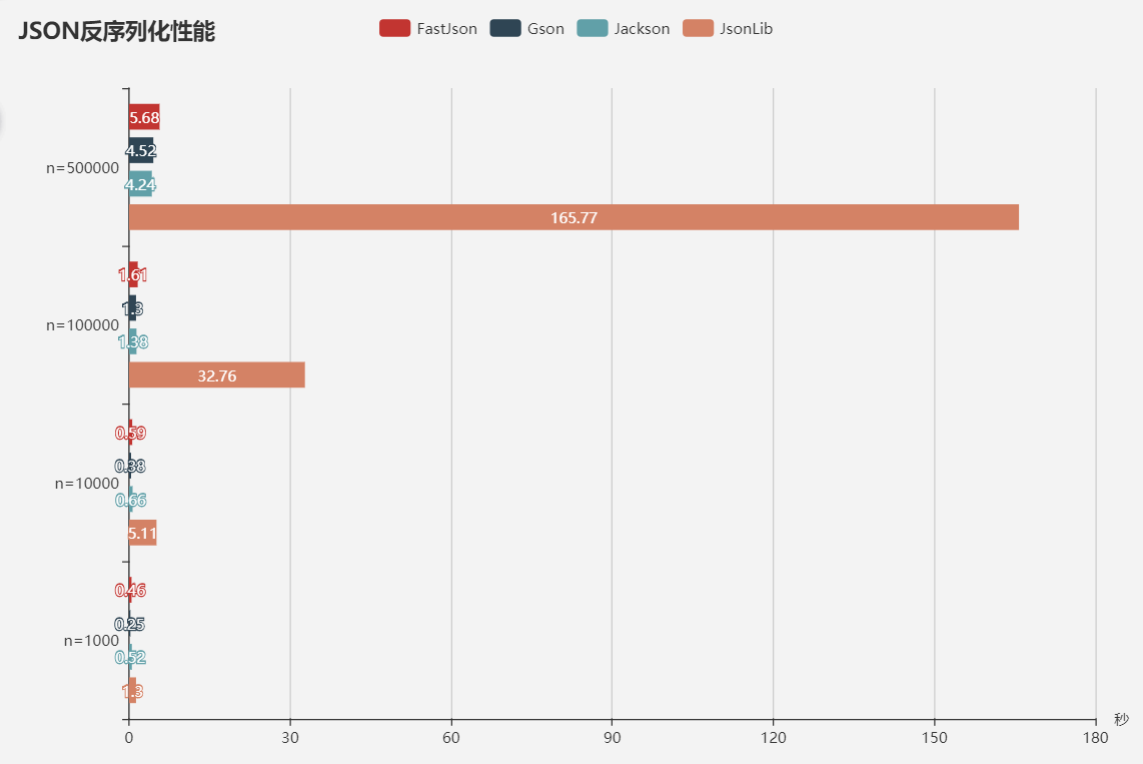 JSON反序列化性能
FastJson Gson Jackson JsonLib
n=500000
5.68
4.52
4.24
165.77
n=100000
1.61
1.3
1.38
32.76
n=10000
0.59
0.38
0.66
5.11
n=1000
0.46
0.25
0.52
1.3
0 30 60 90 120 150 180
秒